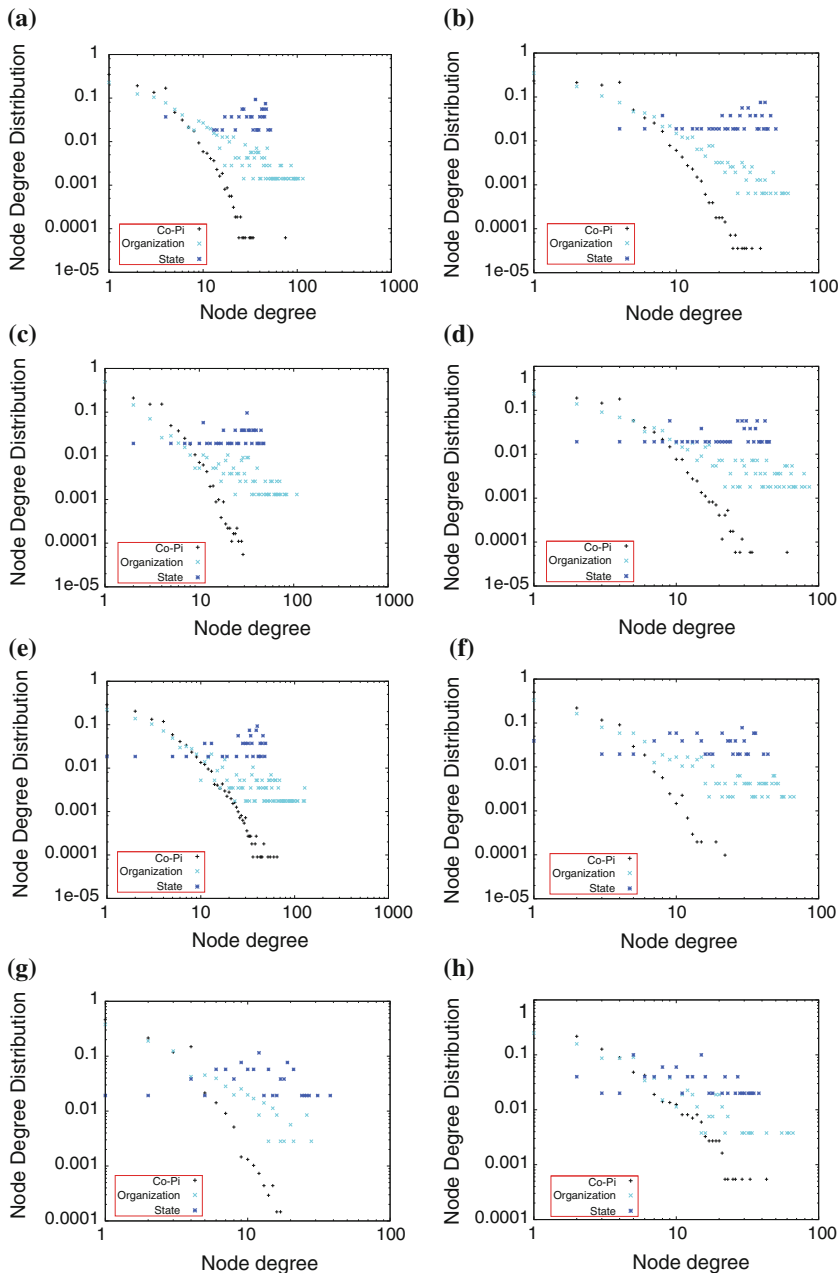 (a)
Node Degree Distribution
1
0.1
0.01
0.001
0.0001
1e-05
Co-Pi
Organization
State
1
10
100
1000
Node degree
(b)
Node Degree Distribution
1
0.1
0.01
0.001
0.0001
1e-05
Co-Pi
Organization
State
1
10
100
Node degree
(c)
Node Degree Distribution
1
0.1
0.01
0.001
0.0001
1e-05
Co-Pi
Organization
State
1
10
100
1000
Node degree
(d)
Node Degree Distribution
1
0.1
0.01
0.001
0.0001
1e-05
Co-Pi
Organization
State
1
10
100
Node degree
(e)
Node Degree Distribution
1
0.1
0.01
0.001
0.0001
1e-05
Co-Pi
Organization
State
1
10
100
1000
Node degree
(f)
Node Degree Distribution
1
0.1
0.01
0.001
0.0001
1e-05
Co-Pi
Organization
State
1
10
100
Node degree
(g)
Node Degree Distribution
1
0.1
0.01
0.001
0.0001
Co-Pi
Organization
State
1
10
100
Node degree
(h)
Node Degree Distribution
1
0.1
0.01
0.001
0.0001
Co-Pi
Organization
State
1
10
100
Node degree